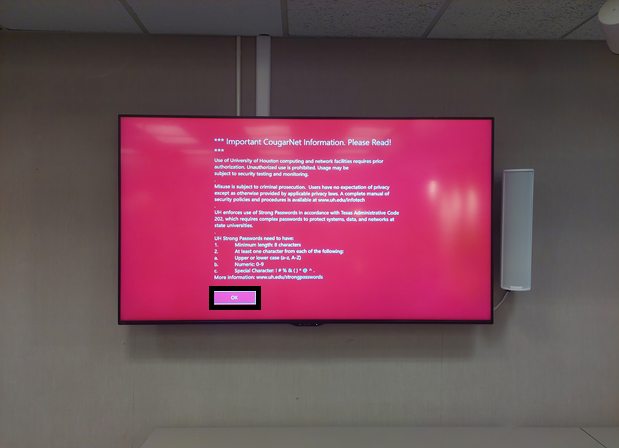 *** Important CougarNet Information. Please Read!
***
Use of University of Houston computing and network facilities requires prior
authorization. Unauthorized use is prohibited. Usage may be
subject to security testing and monitoring.
.
Misuse is subject to criminal prosecution. Users have no expectation of privacy
except as otherwise provided by applicable privacy laws. A complete manual of
security policies and procedures is available at www.uh.edu/infotech
.
UH enforces use of Strong Passwords in accordance with Texas Administrative Code
202, which requires complex passwords to protect systems, data, and networks at
state universities.
.
UH Strong Passwords need to have:
1. Minimum length: 8 characters
2. At least one character from each of the following:
a. Upper or lower case (a-z, A-Z)
b. Numeric: 0-9
c. Special Character: ! # % & ( ) * @ ^ .
More information: www.uh.edu/strongpasswords
OK